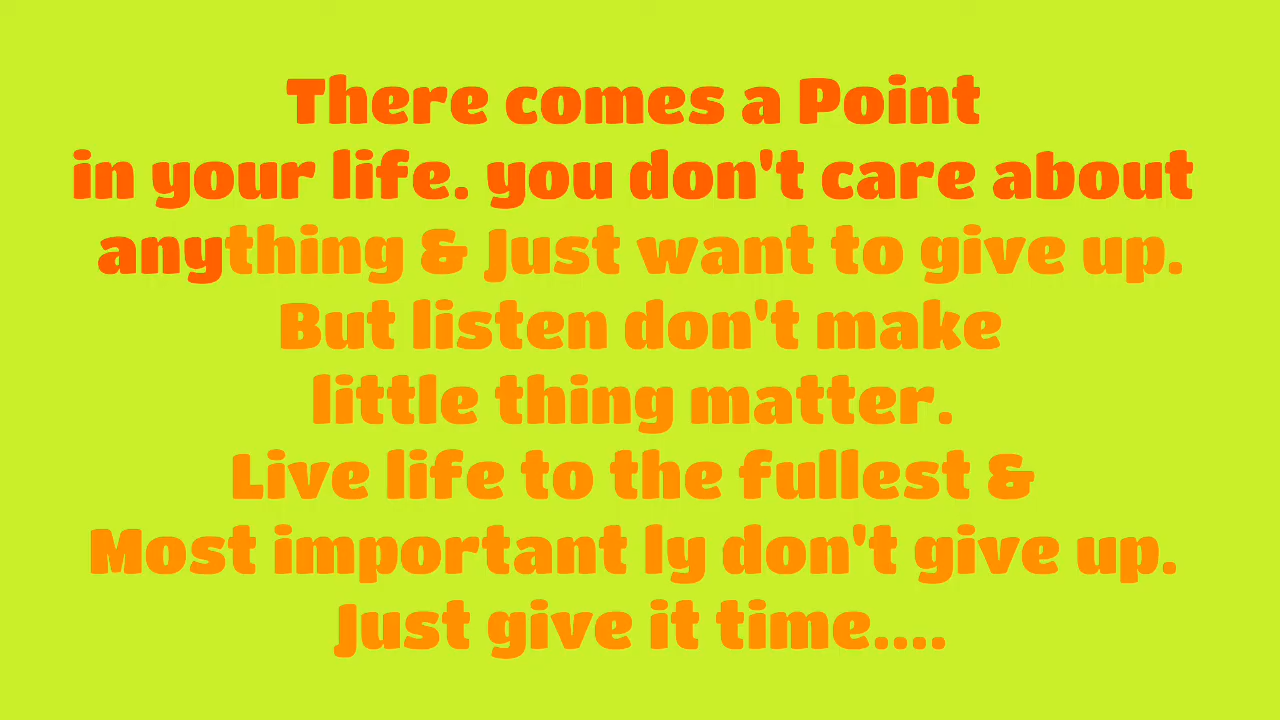 There comes a Point
in your life. you don't care about
anything & Just want to give up.
But listen don't make
little thing matter.
Live life to the fullest &
Most important ly don't give up.
Just give it time....